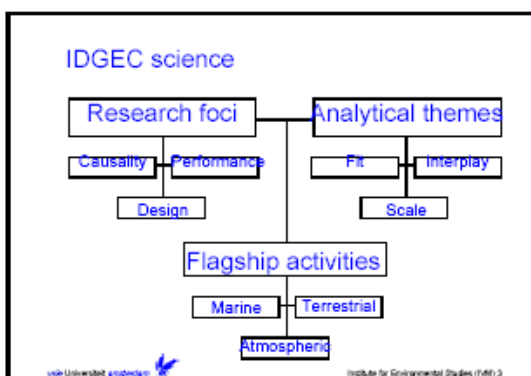 IDGEC science
Research foci
Analytical themes
Causality
Performance
Fit
Interplay
Design
Scale
Flagship activities
Marine
Terrestrial
Atmospheric
vrije Universiteit amsterdam
Institute for Environmental Studies (IVM) 3